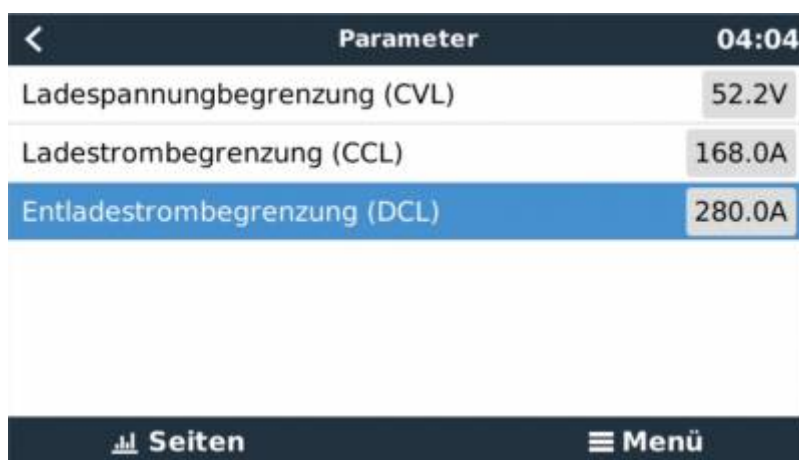 Parameter 04:04
Ladespannungbegrenzung (CVL) 52.2V
Ladestrombegrenzung (CCL) 168.0A
Entladestrombegrenzung (DCL) 280.0A
Seiten Menü